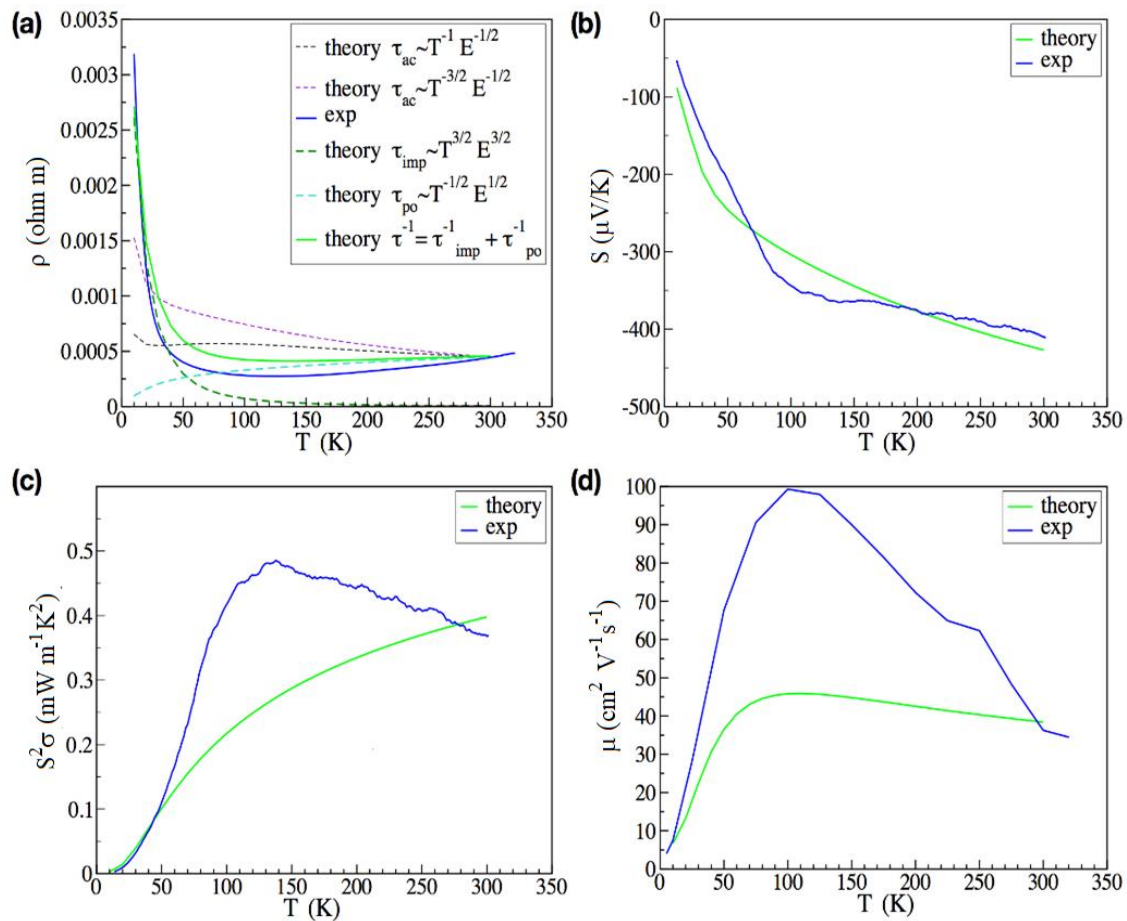 (a)
0.0035
0.003
0.0025
0.002
0.0015
0.001
0.0005
0
ρ (ohm m)
theory τac~T^-1 E^-1/2
theory τac~T^-3/2 E^-1/2
exp
theory τimp~T^3/2 E^3/2
theory τpo~T^-1/2 E^1/2
theory τ^-1 = τ^-1imp + τ^-1po
0 50 100 150 200 250 300 350
T (K)
(b)
0
-100
-200
-300
-400
-500
S (μV/K)
theory
exp
0 50 100 150 200 250 300 350
T (K)
(c)
0.5
0.4
0.3
0.2
0.1
0
S²σ (mW m⁻¹K²)
theory
exp
0 50 100 150 200 250 300 350
T (K)
(d)
100
90
80
70
60
50
40
30
20
10
0
μ (cm² V⁻¹s⁻¹)
theory
exp
0 50 100 150 200 250 300 350
T (K)